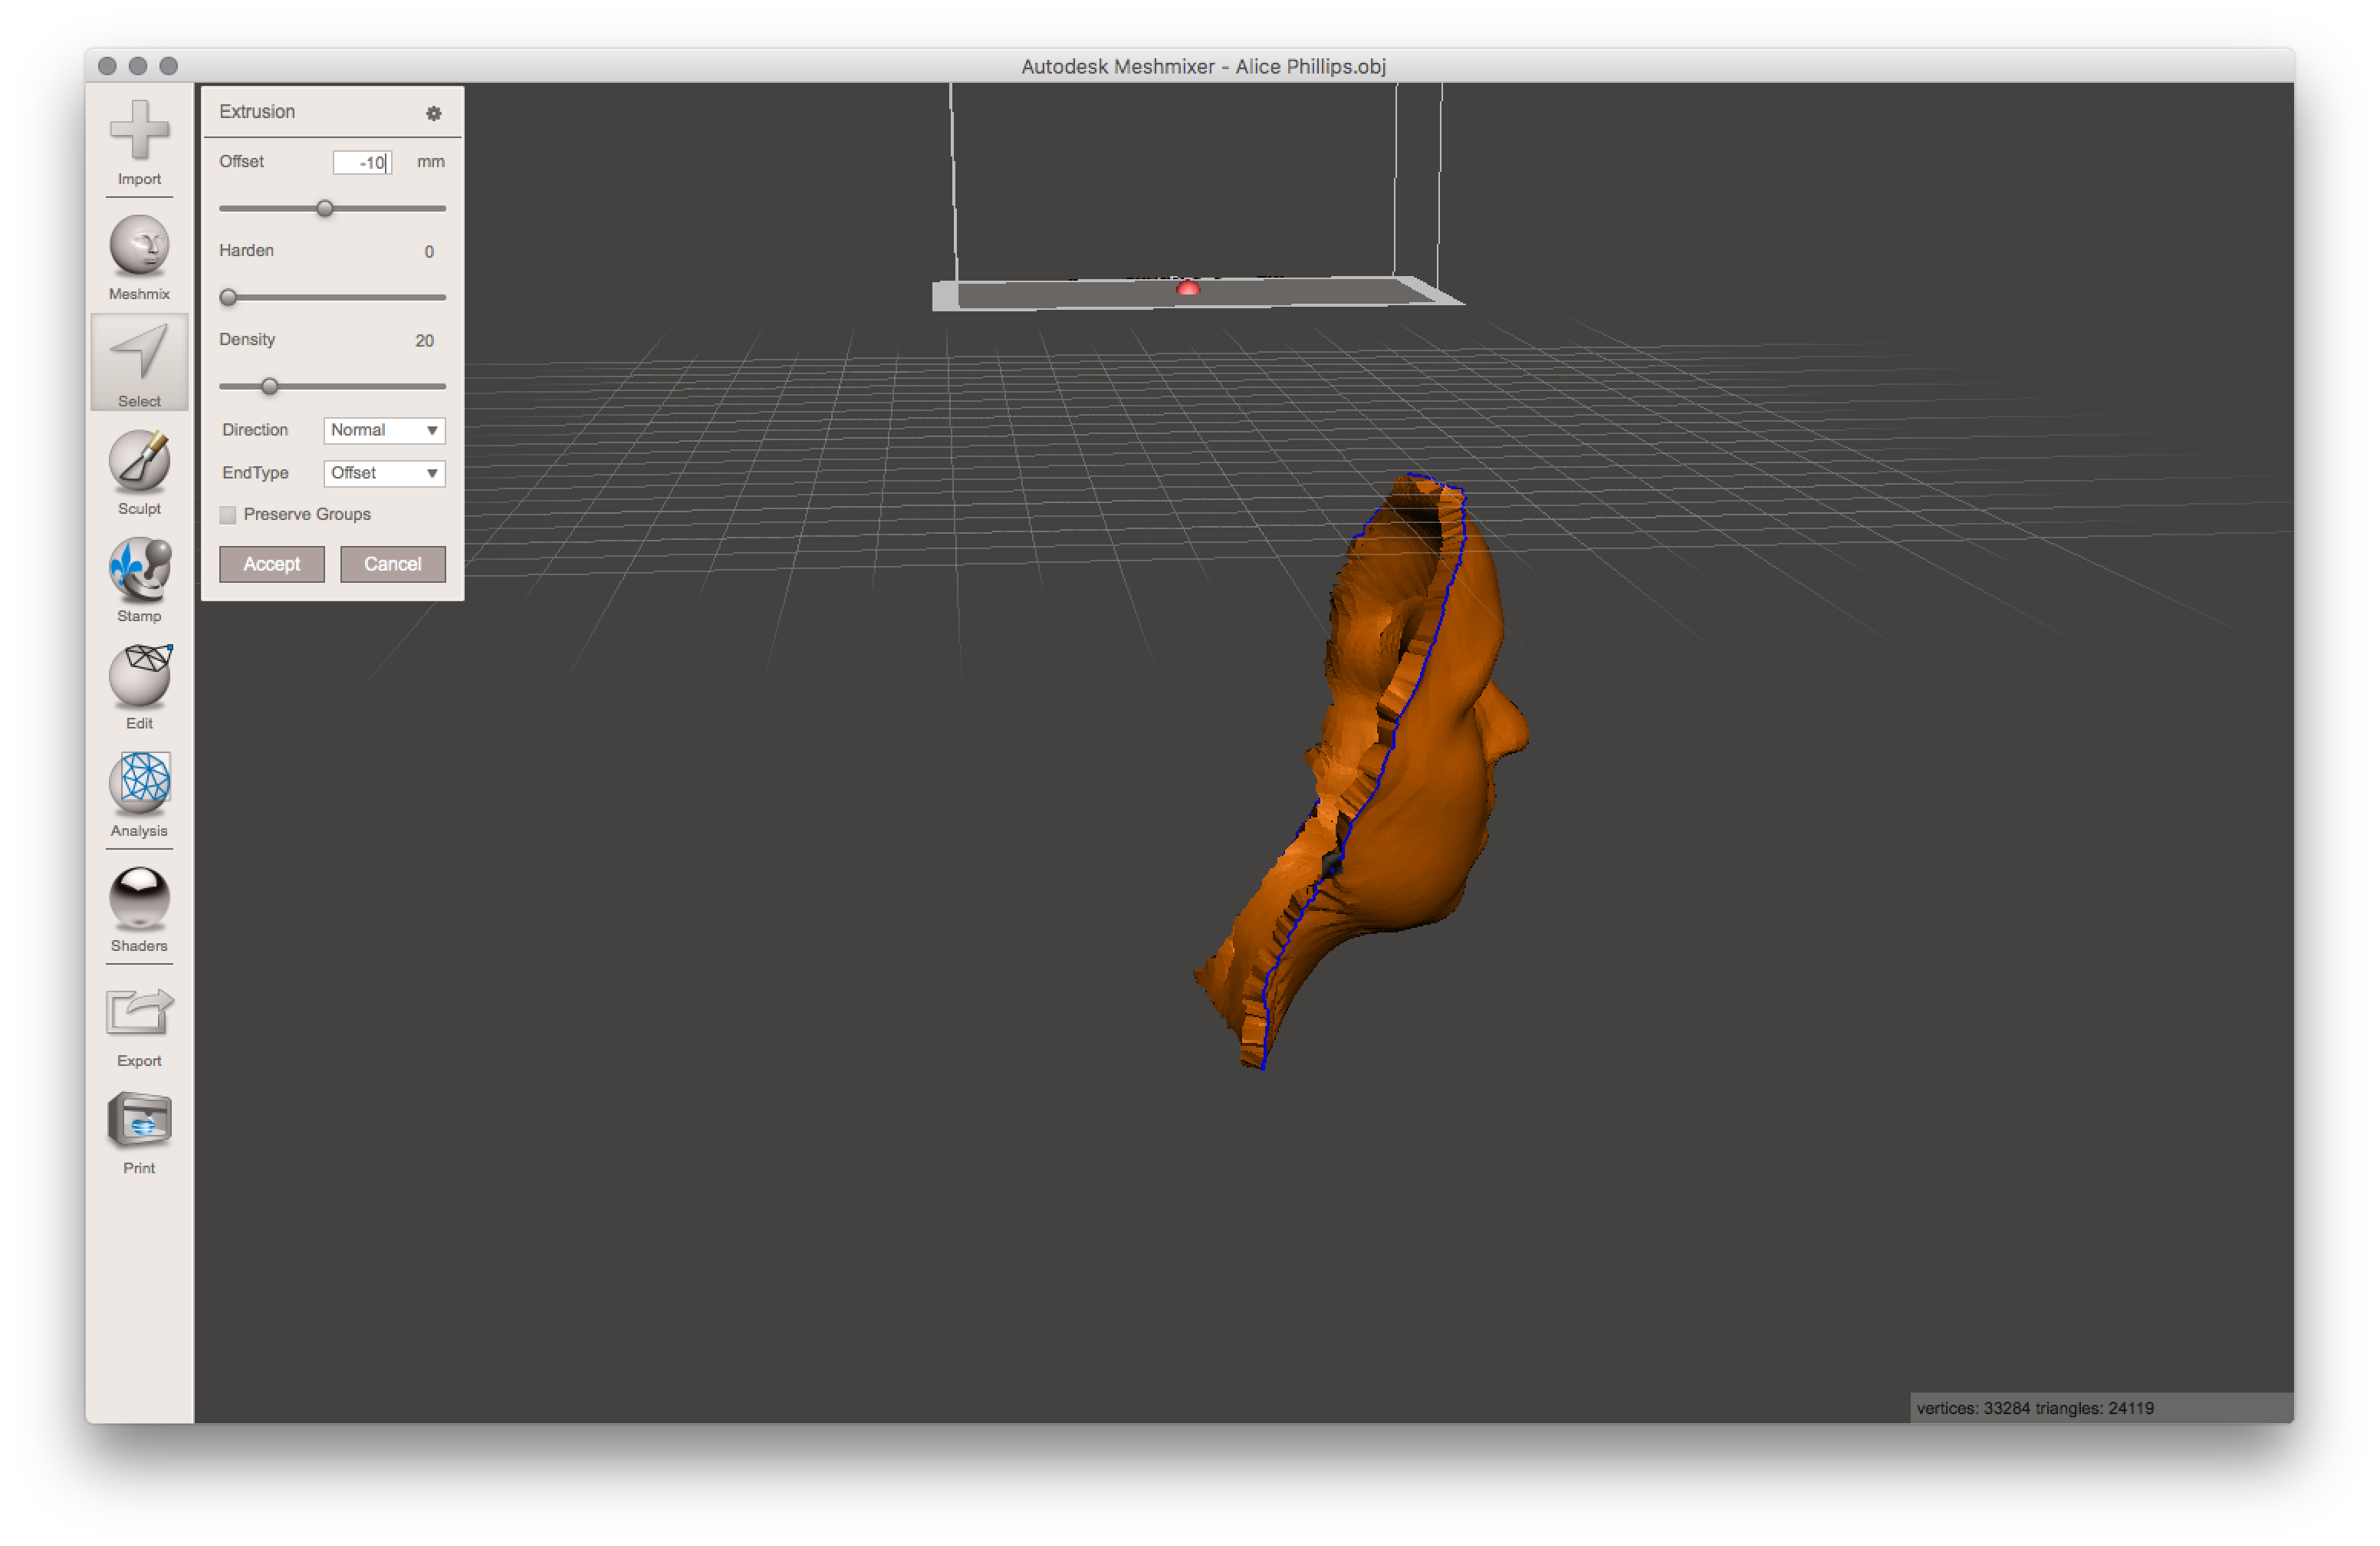 Autodesk Meshmixer - Alice Phillips.obj
Import
Meshmix
Select
Sculpt
Stamp
Edit
Analysis
Shaders
Export
Print
Extrusion
Offset -10 mm
Harden 0
Density 20
Direction Normal
EndType Offset
Preserve Groups
Accept Cancel
vertices: 33284 triangles: 24119